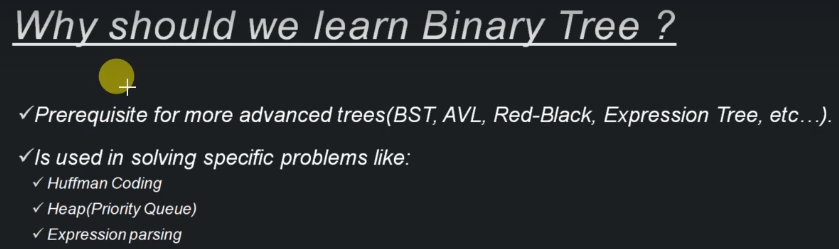 Why should we learn Binary Tree ?
✓Prerequisite for more advanced trees(BST, AVL, Red-Black, Expression Tree, etc…).
✓Is used in solving specific problems like:
✓Huffman Coding
✓Heap(Priority Queue)
✓Expression parsing